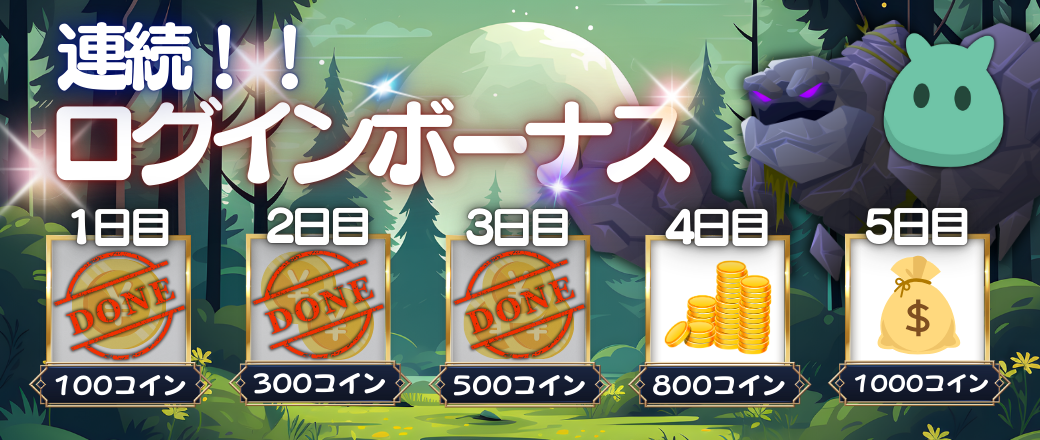 連続！！
ログインボーナス
1日目 2日目 3日目 4日目 5日目
DONE DONE DONE $
100コイン 300コイン 500コイン 800コイン 1000コイン